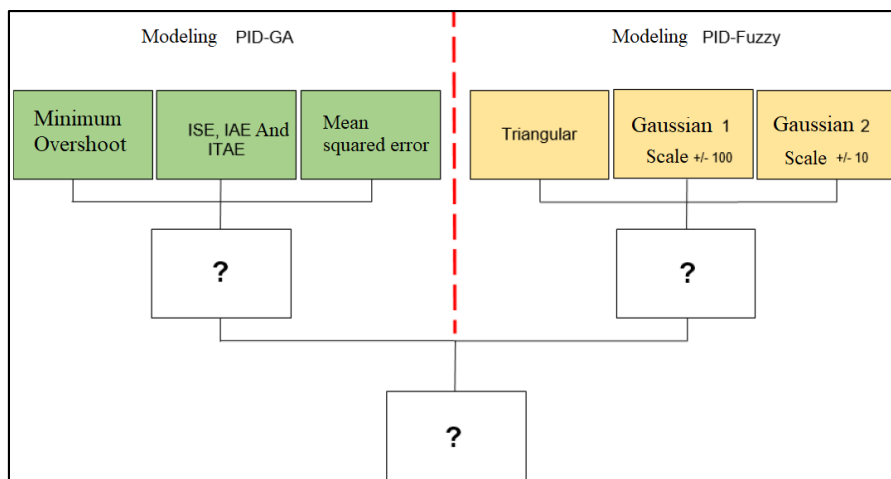 Modeling PID-GA
Modeling PID-Fuzzy
Minimum
Overshoot
ISE, IAE And
ITAE
Mean
squared error
Triangular
Gaussian 1
Scale +/- 100
Gaussian 2
Scale +/- 10
?
?
?